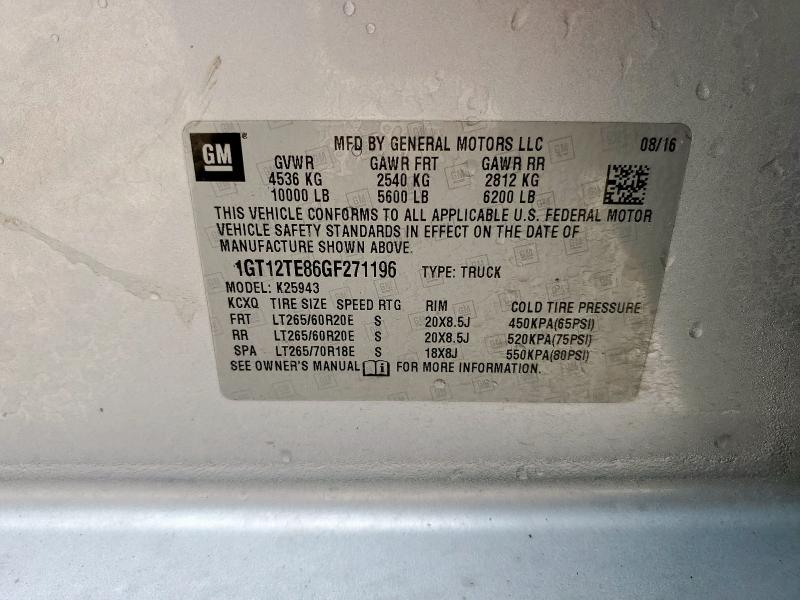 GM
MFD BY GENERAL MOTORS LLC 08/16
GVWR GAWR FRT GAWR RR
4536 KG 2540 KG 2812 KG
10000 LB 5600 LB 6200 LB
THIS VEHICLE CONFORMS TO ALL APPLICABLE U.S. FEDERAL MOTOR
VEHICLE SAFETY STANDARDS IN EFFECT ON THE DATE OF
MANUFACTURE SHOWN ABOVE.
1GT12TE86GF271196 TYPE: TRUCK
MODEL: K25943
KCXQ TIRE SIZE SPEED RTG RIM COLD TIRE PRESSURE
FRT LT265/60R20E S 20X8.5J 450KPA(65PSI)
RR LT265/60R20E S 20X8.5J 520KPA(75PSI)
SPA LT265/70R18E S 18X8J 550KPA(80PSI)
SEE OWNER'S MANUAL FOR MORE INFORMATION.